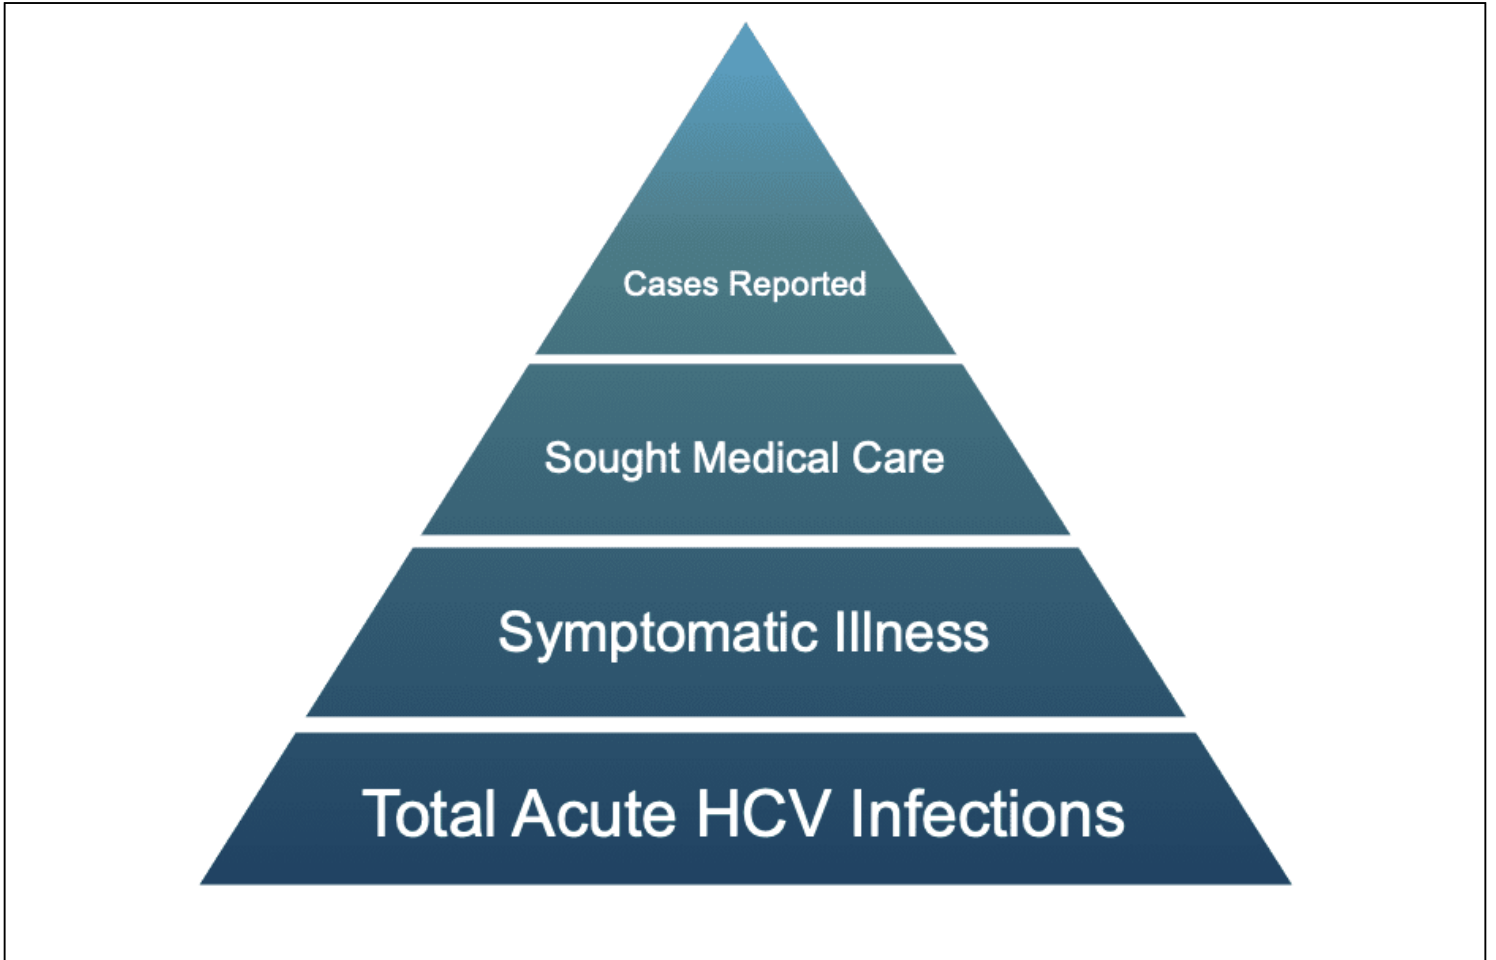 Cases Reported
Sought Medical Care
Symptomatic Illness
Total Acute HCV Infections